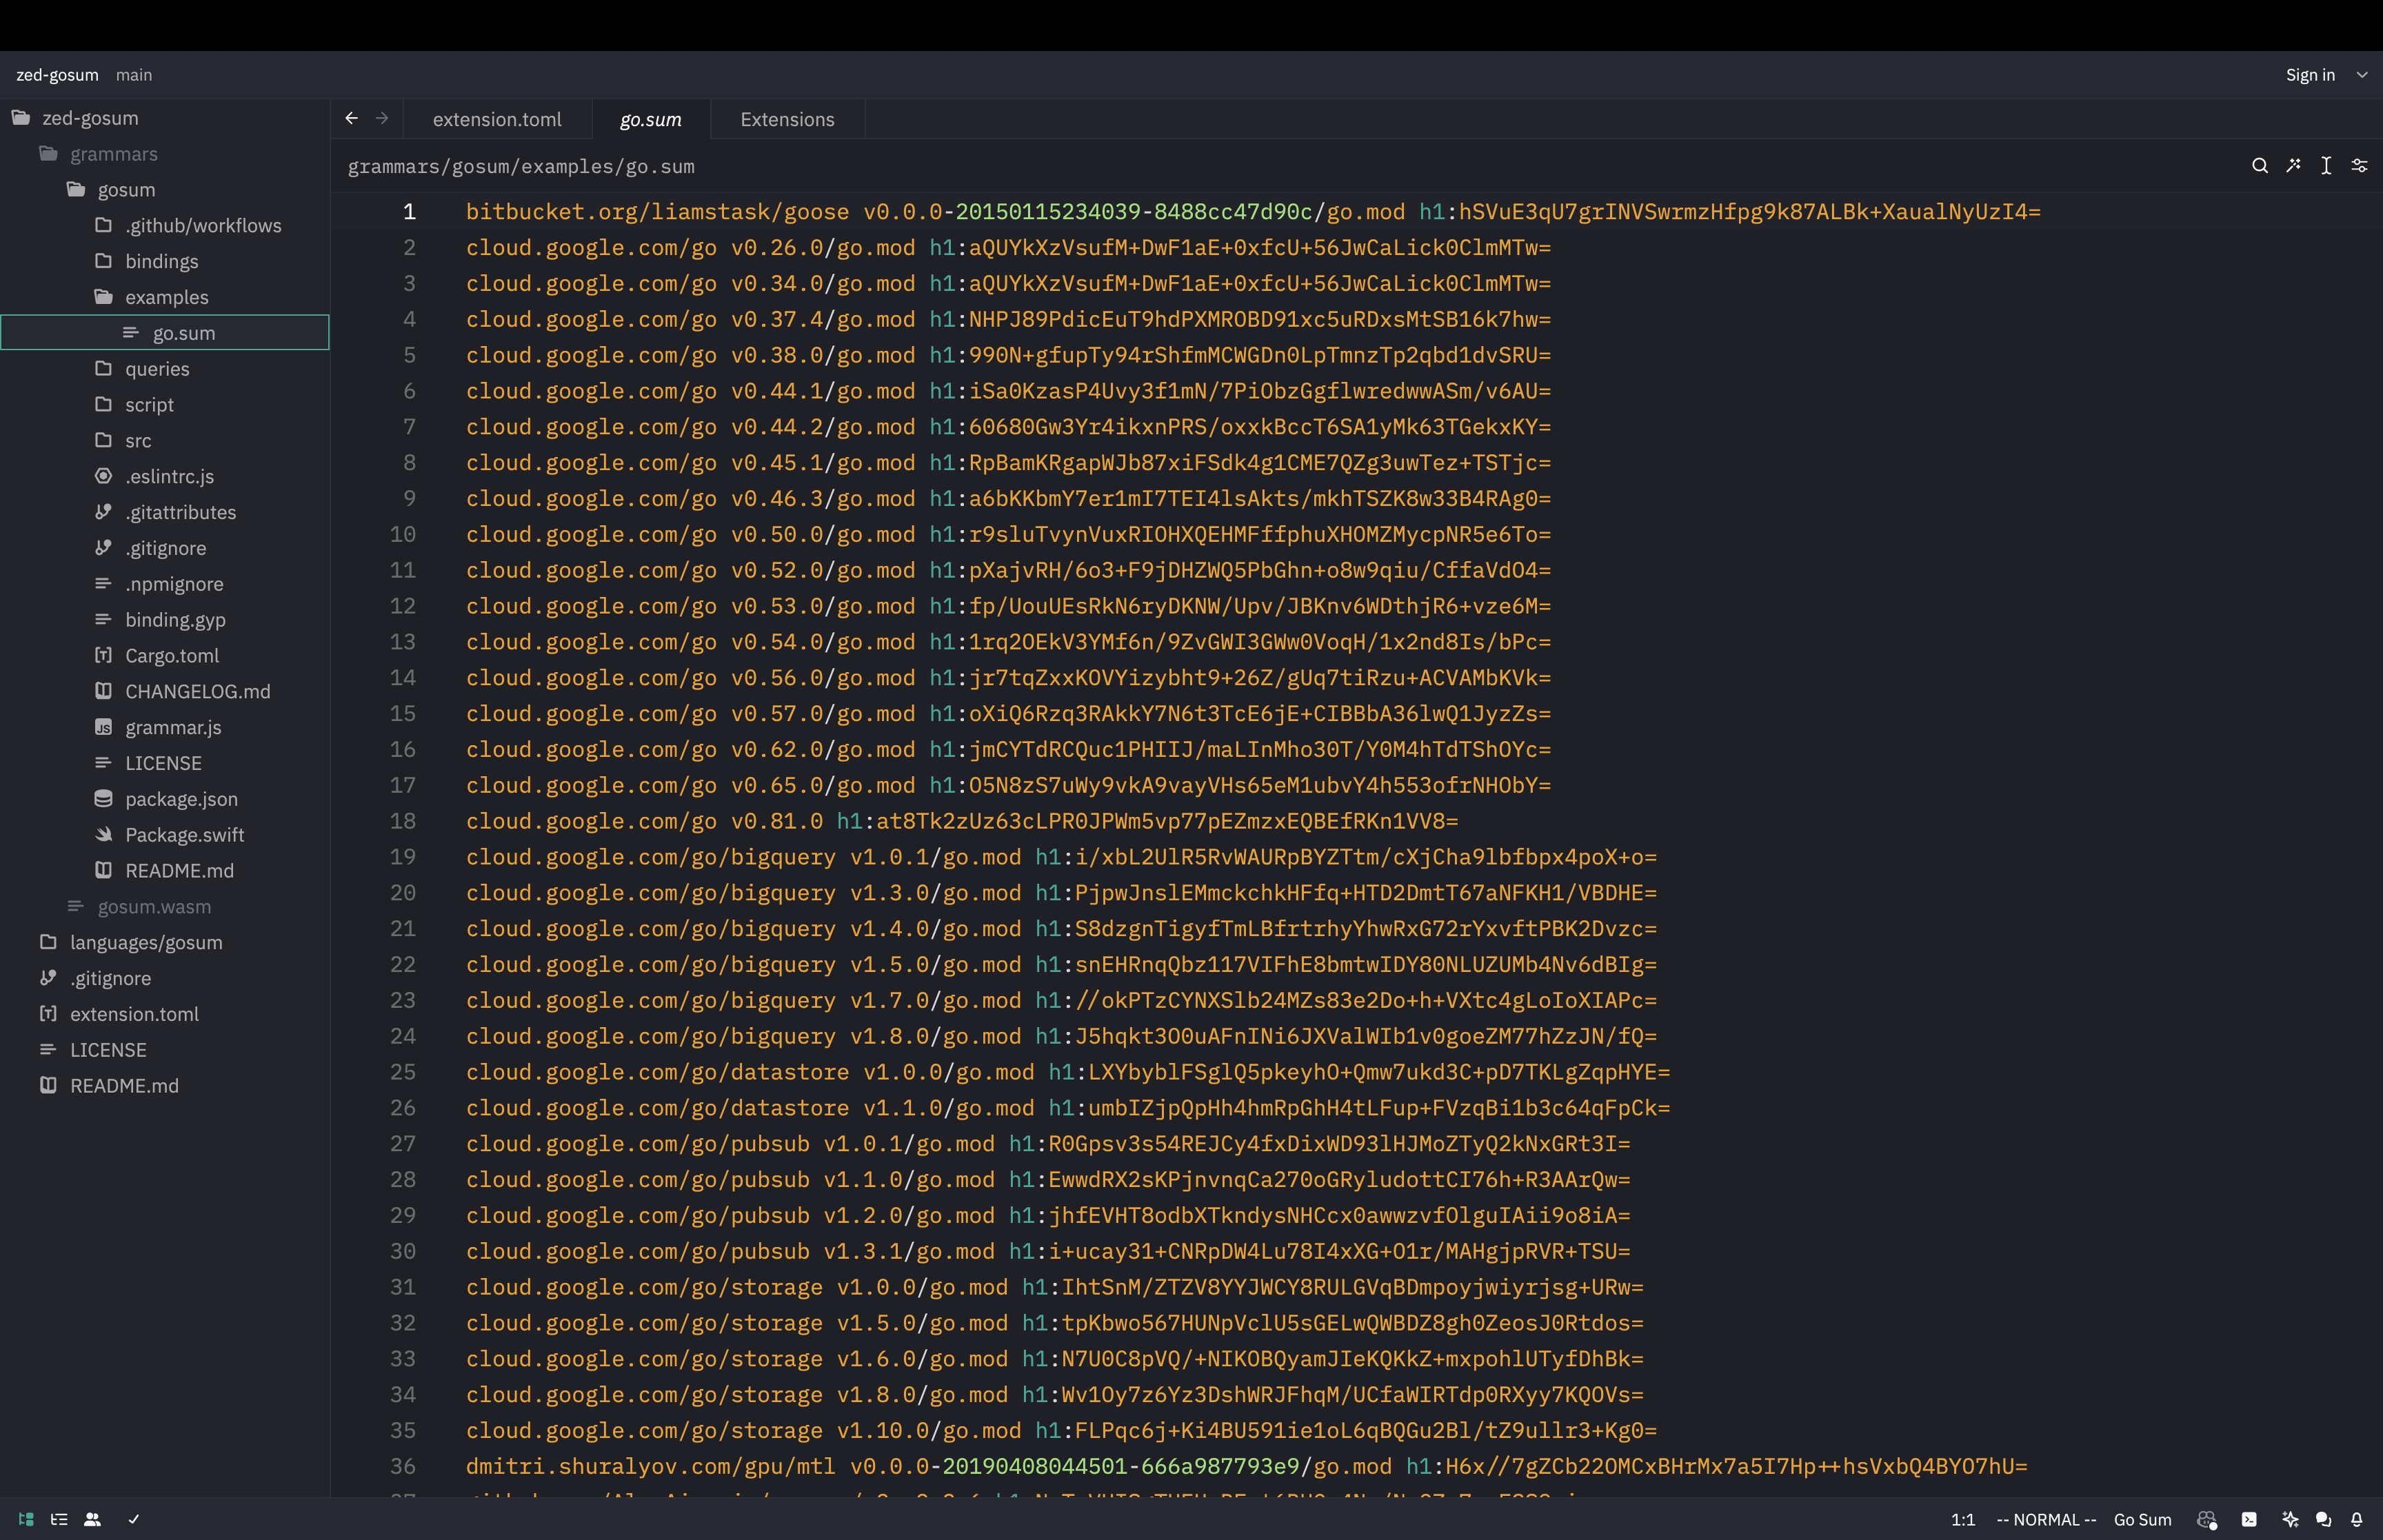 zed-gosum main
Sign in
zed-gosum
grammars
gosum
.github/workflows
bindings
examples
go.sum
queries
script
src
.eslintrc.js
.gitattributes
.gitignore
.npmignore
binding.gyp
Cargo.toml
CHANGELOG.md
grammar.js
LICENSE
package.json
Package.swift
README.md
gosum.wasm
languages/gosum
.gitignore
extension.toml
LICENSE
README.md
extension.toml
go.sum
Extensions
grammars/gosum/examples/go.sum
1 bitbucket.org/liamstask/goose v0.0.0-20150115234039-8488cc47d90c/go.mod h1:hSVuE3qU7grINVSwrmzHfpg9k87ALBk+XaualNyUzI4=
2 cloud.google.com/go v0.26.0/go.mod h1:aQUYkXzVsufM+DwF1aE+0xfcU+56JwCaLick0ClmMTw=
3 cloud.google.com/go v0.34.0/go.mod h1:aQUYkXzVsufM+DwF1aE+0xfcU+56JwCaLick0ClmMTw=
4 cloud.google.com/go v0.37.4/go.mod h1:NHPJ89PdicEuT9hdPXMROBD91xc5uRDxsMtSB16k7hw=
5 cloud.google.com/go v0.38.0/go.mod h1:990N+gfupTy94rShfmMCWGDn0LpTmnzTp2qbd1dvSRU=
6 cloud.google.com/go v0.44.1/go.mod h1:iSa0KzasP4Uvy3f1mN/7PiObzGgflwredwwASm/v6AU=
7 cloud.google.com/go v0.44.2/go.mod h1:60680Gw3Yr4ikxnPRS/oxxkBccT6SA1yMk63TGekxKY=
8 cloud.google.com/go v0.45.1/go.mod h1:RpBamKRgapWJb87xiFSdk4g1CME7QZg3uwTez+TSTjc=
9 cloud.google.com/go v0.46.3/go.mod h1:a6bKKbmY7er1mI7TEI4lsAkts/mkhTSZK8w33B4RAg0=
10 cloud.google.com/go v0.50.0/go.mod h1:r9sluTvynVuxRIOHXQEHMFffphuXHOMZMycpNR5e6To=
11 cloud.google.com/go v0.52.0/go.mod h1:pXajvRH/6o3+F9jDHZWQ5PbGhn+o8w9qiu/CffaVdO4=
12 cloud.google.com/go v0.53.0/go.mod h1:fp/UouUEsRkN6ryDKNW/Upv/JBKnv6WDthjR6+vze6M=
13 cloud.google.com/go v0.54.0/go.mod h1:1rq2OEkV3YMf6n/9ZvGWI3GWw0VoqH/1x2nd8Is/bPc=
14 cloud.google.com/go v0.56.0/go.mod h1:jr7tqZxxKOVYizybht9+26Z/gUq7tiRzu+ACVAMbKVk=
15 cloud.google.com/go v0.57.0/go.mod h1:oXiQ6Rzq3RAkkY7N6t3TcE6jE+CIBBbA36lwQ1JyzZs=
16 cloud.google.com/go v0.62.0/go.mod h1:jmCYTdRCQuc1PHIIJ/maLInMho30T/Y0M4hTdTShOYc=
17 cloud.google.com/go v0.65.0/go.mod h1:O5N8zS7uWy9vkA9vayVHs65eM1ubvY4h553ofrNHObY=
18 cloud.google.com/go v0.81.0 h1:at8Tk2zUz63cLPR0JPWm5vp77pEZmzxEQBEfRKn1VV8=
19 cloud.google.com/go/bigquery v1.0.1/go.mod h1:i/xbL2UlR5RvWAURpBYZTtm/cXjCha9lbfbpx4poX+o=
20 cloud.google.com/go/bigquery v1.3.0/go.mod h1:PjpwJnslEMmckchkHFfq+HTD2DmtT67aNFKH1/VBDHE=
21 cloud.google.com/go/bigquery v1.4.0/go.mod h1:S8dzgnTigyfTmLBfrtrhyYhwRxG72rYxvftPBK2Dvzc=
22 cloud.google.com/go/bigquery v1.5.0/go.mod h1:snEHRnqQbz117VIFhE8bmtwIDY80NLUZUMb4Nv6dBIg=
23 cloud.google.com/go/bigquery v1.7.0/go.mod h1://okPTzCYNXSlb24MZs83e2Do+h+VXtc4gLoIoXIAPc=
24 cloud.google.com/go/bigquery v1.8.0/go.mod h1:J5hqkt3O0uAFnINi6JXValWIb1v0goeZM77hZzJN/fQ=
25 cloud.google.com/go/datastore v1.0.0/go.mod h1:LXYbyblFSglQ5pkeyhO+Qmw7ukd3C+pD7TKLgZqpHYE=
26 cloud.google.com/go/datastore v1.1.0/go.mod h1:umbIZjpQpHh4hmRpGhH4tLFup+FVzqBi1b3c64qFpCk=
27 cloud.google.com/go/pubsub v1.0.1/go.mod h1:R0Gpsv3s54REJCy4fxDixWD93lHJMoZTyQ2kNxGRt3I=
28 cloud.google.com/go/pubsub v1.1.0/go.mod h1:EwwdRX2sKPjnvnqCa270oGRyludottCI76h+R3AArQw=
29 cloud.google.com/go/pubsub v1.2.0/go.mod h1:jhfEVHT8odbXTkndysNHCcx0awwzvfOlguIAii9o8iA=
30 cloud.google.com/go/pubsub v1.3.1/go.mod h1:i+ucay31+CNRpDW4Lu78I4xXG+O1r/MAHgjpRVR+TSU=
31 cloud.google.com/go/storage v1.0.0/go.mod h1:IhtSnM/ZTZV8YYJWCY8RULGVqBDmpoyjwiyrjsg+URw=
32 cloud.google.com/go/storage v1.5.0/go.mod h1:tpKbwo567HUNpVclU5sGELwQWBDZ8gh0ZeosJ0Rtdos=
33 cloud.google.com/go/storage v1.6.0/go.mod h1:N7U0C8pVQ/+NIKOBQyamJIeKQKkZ+mxpohlUTyfDhBk=
34 cloud.google.com/go/storage v1.8.0/go.mod h1:Wv1Oy7z6Yz3DshWRJFhqM/UCfaWIRTdp0RXyy7KQOVs=
35 cloud.google.com/go/storage v1.10.0/go.mod h1:FLPqc6j+Ki4BU591ie1oL6qBQGu2Bl/tZ9ullr3+Kg0=
36 dmitri.shuralyov.com/gpu/mtl v0.0.0-20190408044501-666a987793e9/go.mod h1:H6x//7gZCb22OMCxBHrMx7a5I7Hp++hsVxbQ4BYO7hU=
1:1 -- NORMAL -- Go Sum